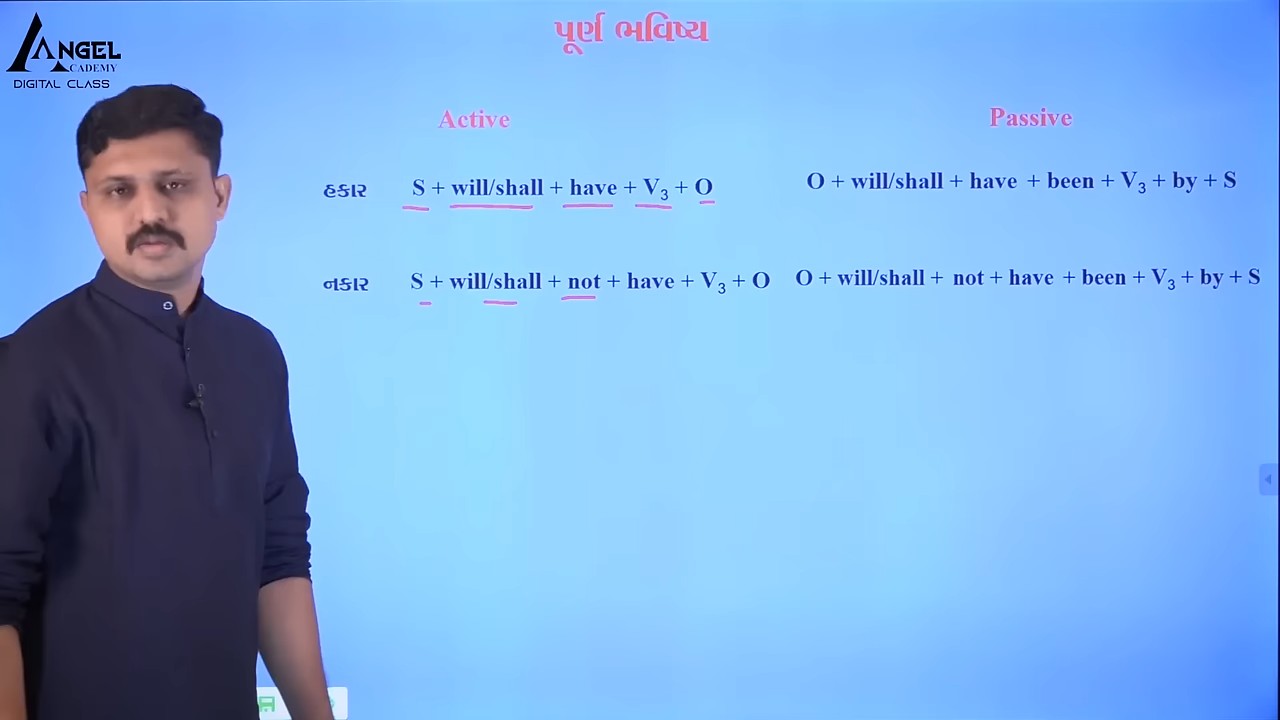 ANGEL
ACADEMY
DIGITAL CLASS
પૂર્ણ ભવિષ્ય
Active
Passive
હકાર S + will/shall + have + V₃ + O
O + will/shall + have + been + V₃ + by + S
નકાર S + will/shall + not + have + V₃ + O
O + will/shall + not + have + been + V₃ + by + S